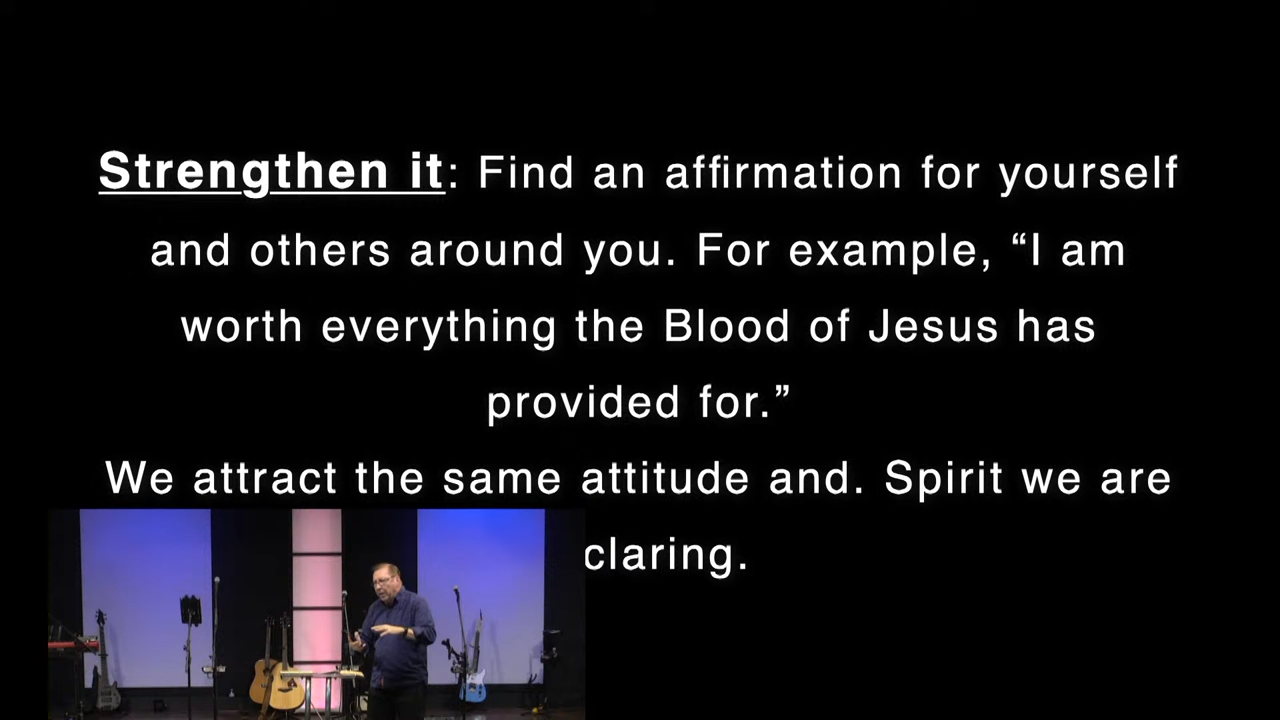 Strengthen it: Find an affirmation for yourself
and others around you. For example, “I am
worth everything the Blood of Jesus has
provided for.”
We attract the same attitude and. Spirit we are
claring.